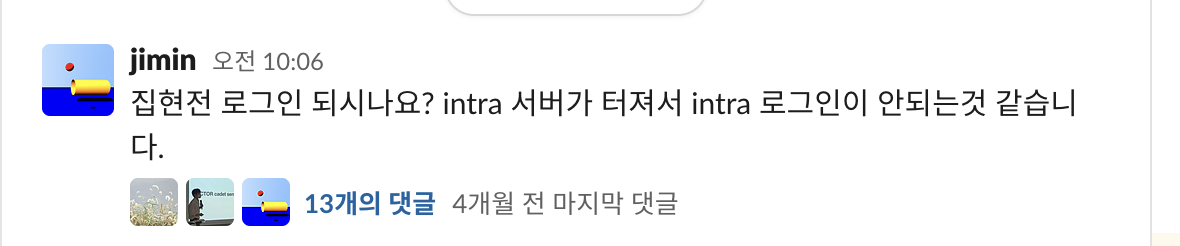 jimin 오전 10:06
집현전 로그인 되시나요? intra 서버가 터져서 intra 로그인이 안되는것 같습니
다.
13개의 댓글 4개월 전 마지막 댓글